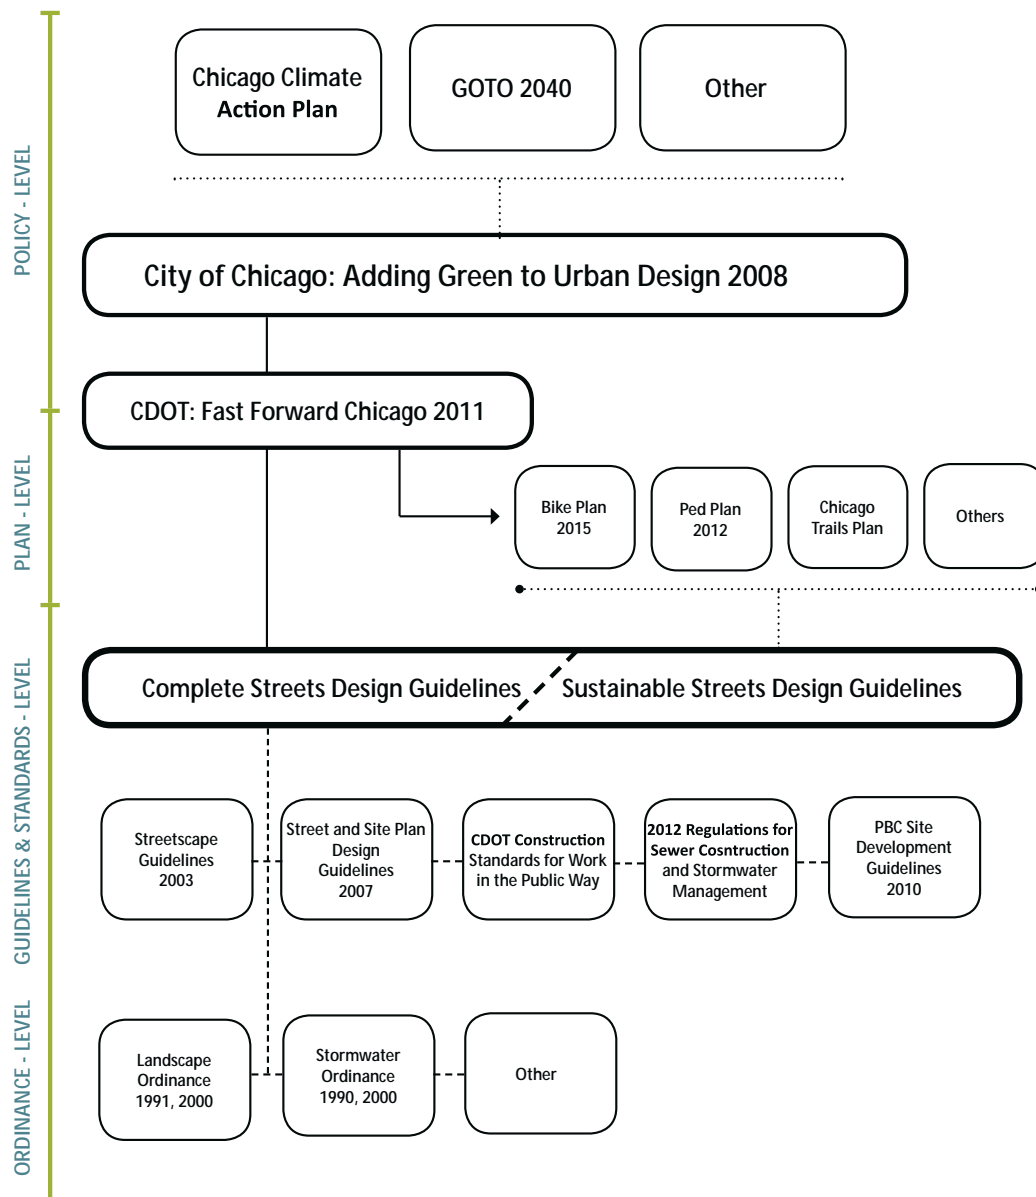 POLICY - LEVEL
Chicago Climate
Action Plan
GOTO 2040
Other
City of Chicago: Adding Green to Urban Design 2008
CDOT: Fast Forward Chicago 2011
PLAN - LEVEL
Bike Plan
2015
Ped Plan
2012
Chicago
Trails Plan
Others
GUIDELINES & STANDARDS - LEVEL
Complete Streets Design Guidelines
Sustainable Streets Design Guidelines
Streetscape
Guidelines
2003
Street and Site Plan
Design
Guidelines
2007
CDOT Construction
Standards for Work
in the Public Way
2012 Regulations for
Sewer Cosntruction
and Stormwater
Management
PBC Site
Development
Guidelines
2010
ORDINANCE - LEVEL
Landscape
Ordinance
1991, 2000
Stormwater
Ordinance
1990, 2000
Other